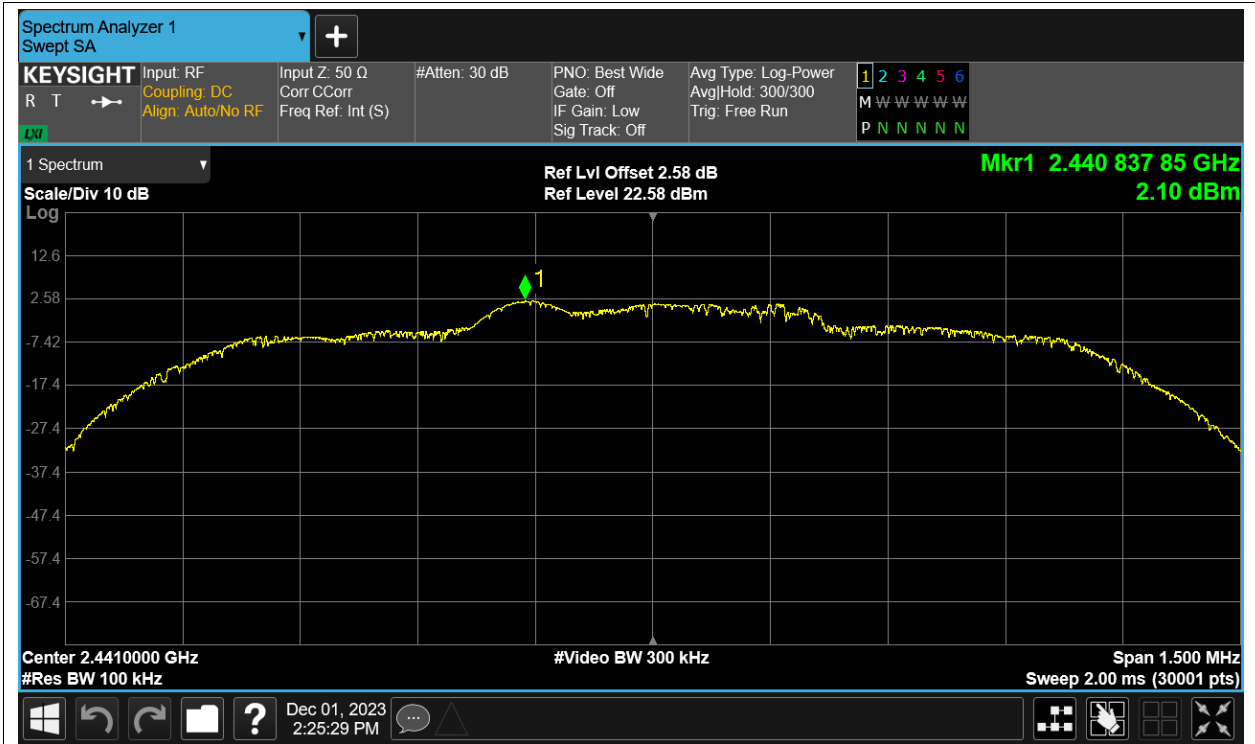 Spectrum Analyzer 1
Swept SA
KEYSIGHT
R T
LXI
Input: RF
Coupling: DC
Align: Auto/No RF
Input Z: 50 Ω
Corr CCorr
Freq Ref: Int (S)
#Atten: 30 dB
PNO: Best Wide
Gate: Off
IF Gain: Low
Sig Track: Off
Avg Type: Log-Power
Avg|Hold: 300/300
Trig: Free Run
1 2 3 4 5 6
M W W W W W W
P N N N N N
1 Spectrum
Scale/Div 10 dB
Log
Ref Lvl Offset 2.58 dB
Ref Level 22.58 dBm
Mkr1 2.440 837 85 GHz
2.10 dBm
12.6
1
2.58
-7.42
-17.4
-27.4
-37.4
-47.4
-57.4
-67.4
Center 2.4410000 GHz
#Res BW 100 kHz
#Video BW 300 kHz
Span 1.500 MHz
Sweep 2.00 ms (30001 pts)
?
Dec 01, 2023
2:25:29 PM